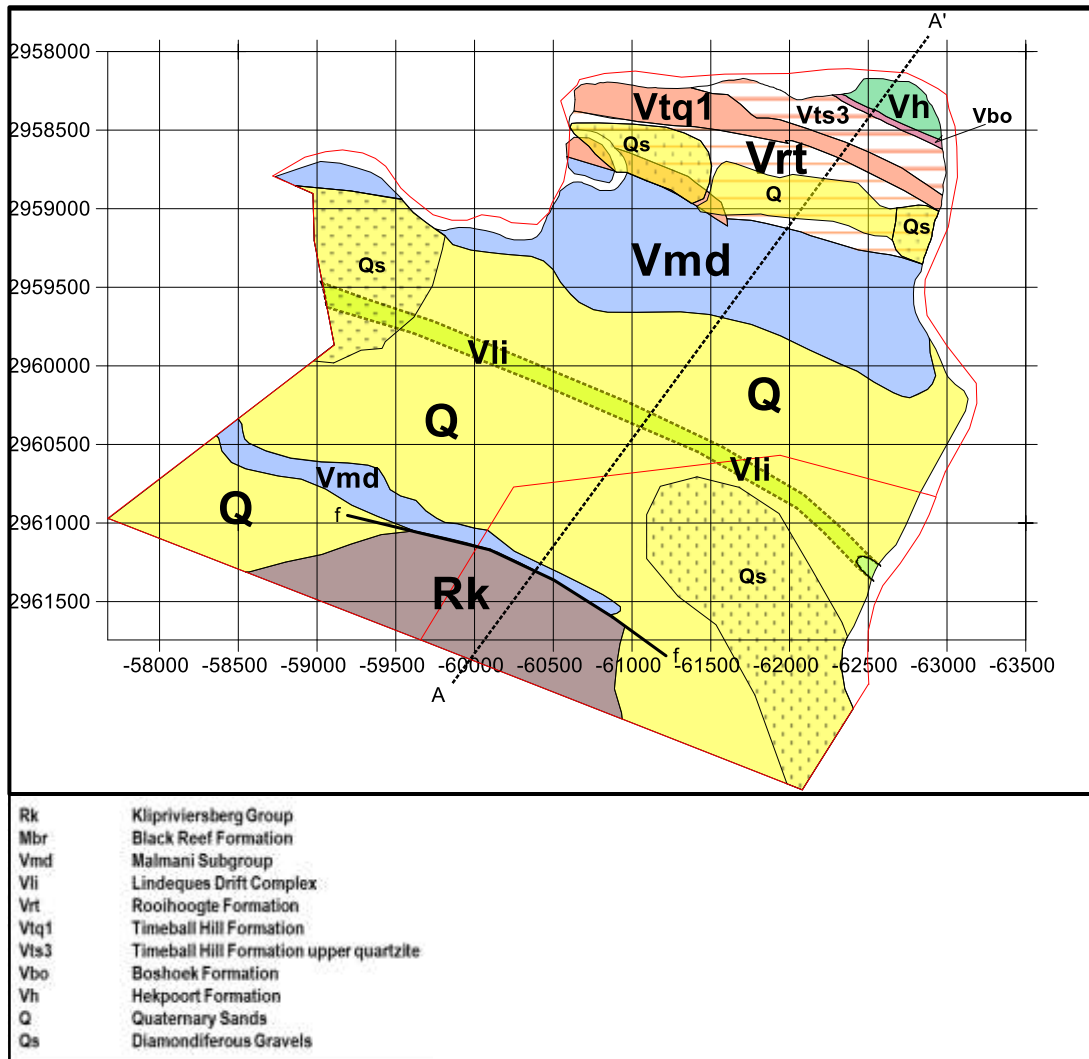 A'
2958000
Vtq1
Vts3
Vh
Vbo
2958500
Qs
Vrt
Q
2959000
Qs
Qs
Vmd
2959500
Vli
2960000
Q
Q
2960500
Vmd
Vli
Q
f
2961000
Qs
Rk
2961500
f
-58000 -58500 -59000 -59500 -60000 -60500 -61000 -61500 -62000 -62500 -63000 -63500
A
Rk Klipriviersberg Group
Mbr Black Reef Formation
Vmd Malmani Subgroup
Vli Lindeques Drift Complex
Vrt Rooihoogte Formation
Vtq1 Timeball Hill Formation
Vts3 Timeball Hill Formation upper quartzite
Vbo Boshoek Formation
Vh Hekpoort Formation
Q Quaternary Sands
Qs Diamondiferous Gravels